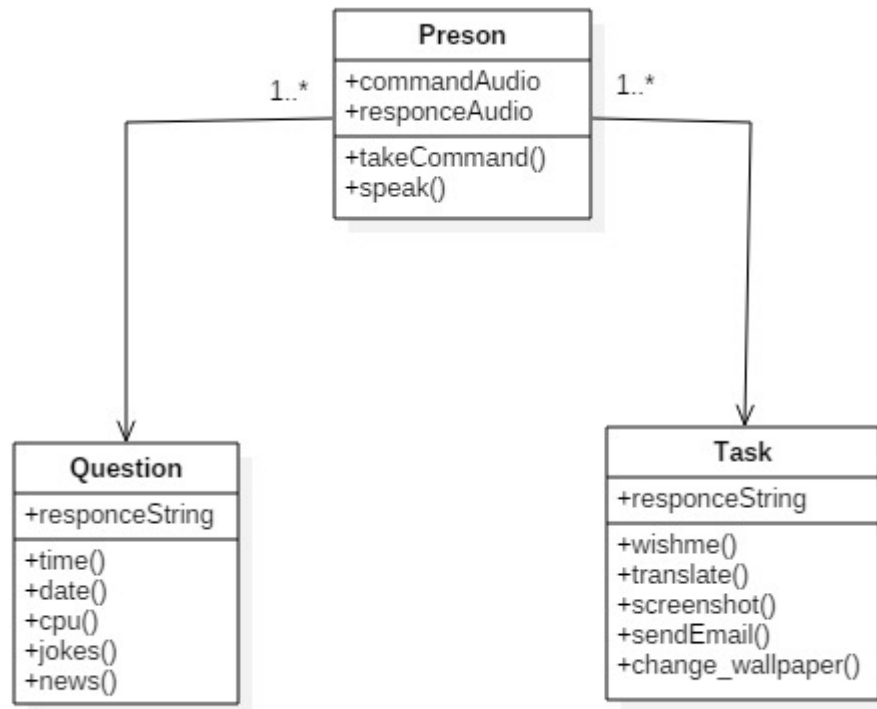 Preson
+commandAudio
+responceAudio
+takeCommand()
+speak()
1..*
1..*
Question
+responceString
+time()
+date()
+cpu()
+jokes()
+news()
Task
+responceString
+wishme()
+translate()
+screenshot()
+sendEmail()
+change_wallpaper()